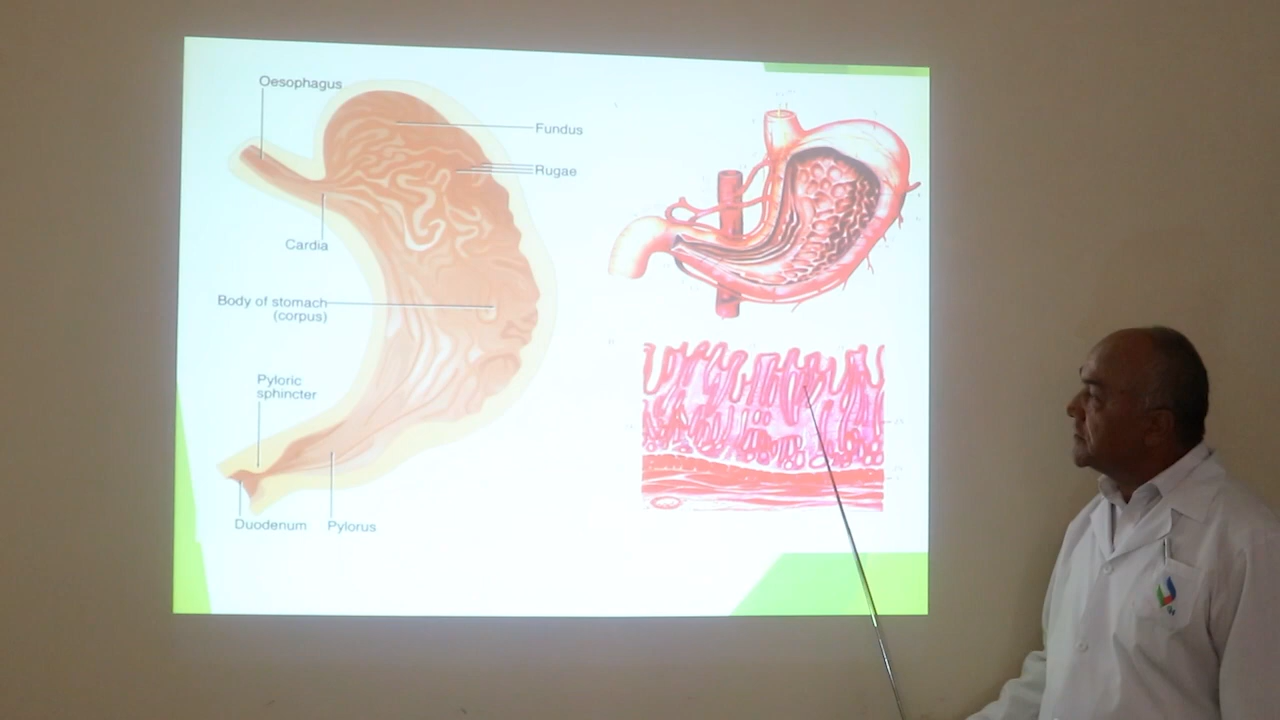 Oesophagus
Fundus
Rugae
Cardia
Body of stomach
(corpus)
Pyloric
sphincter
Duodenum
Pylorus